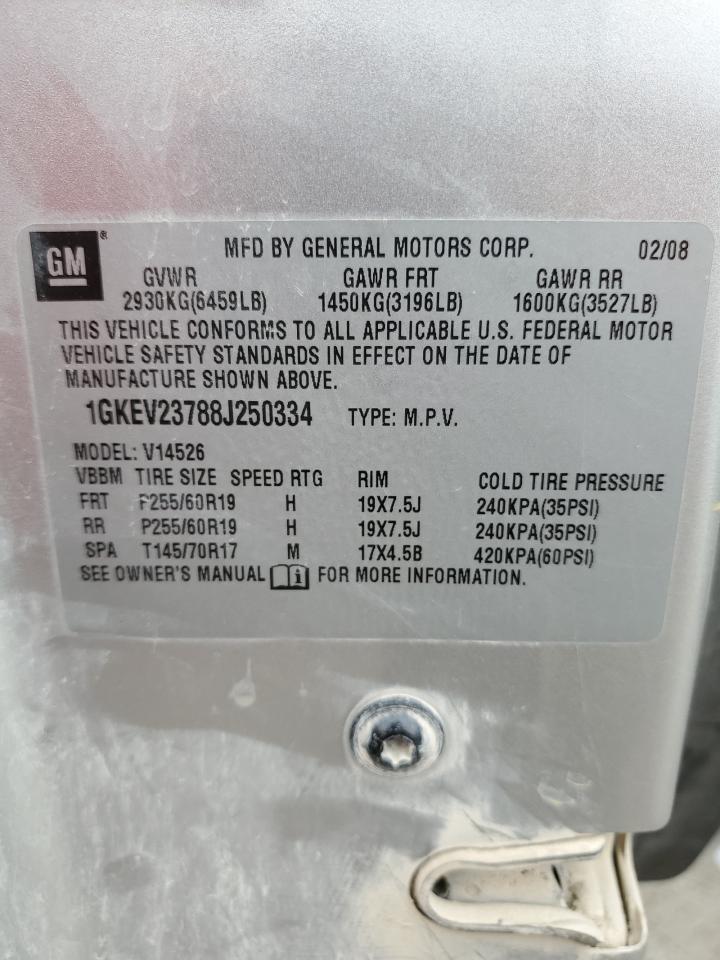 GM® MFD BY GENERAL MOTORS CORP. 02/08
GVWR GAWR FRT GAWR RR
2930KG(6459LB) 1450KG(3196LB) 1600KG(3527LB)
THIS VEHICLE CONFORMS TO ALL APPLICABLE U.S. FEDERAL MOTOR
VEHICLE SAFETY STANDARDS IN EFFECT ON THE DATE OF
MANUFACTURE SHOWN ABOVE.
1GKEV23788J250334 TYPE: M.P.V.
MODEL: V14526
VBBM TIRE SIZE SPEED RTG RIM COLD TIRE PRESSURE
FRT P255/60R19 H 19X7.5J 240KPA(35PSI)
RR P255/60R19 H 19X7.5J 240KPA(35PSI)
SPA T145/70R17 M 17X4.5B 420KPA(60PSI)
SEE OWNER'S MANUAL i FOR MORE INFORMATION.